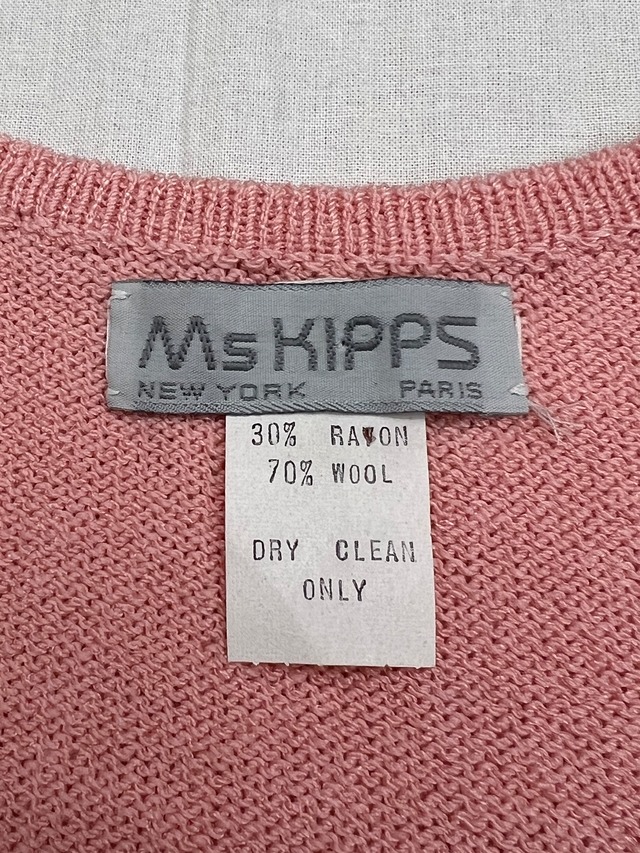 Ms KIPPS
NEW YORK PARIS
30% RAYON
70% WOOL
DRY CLEAN
ONLY